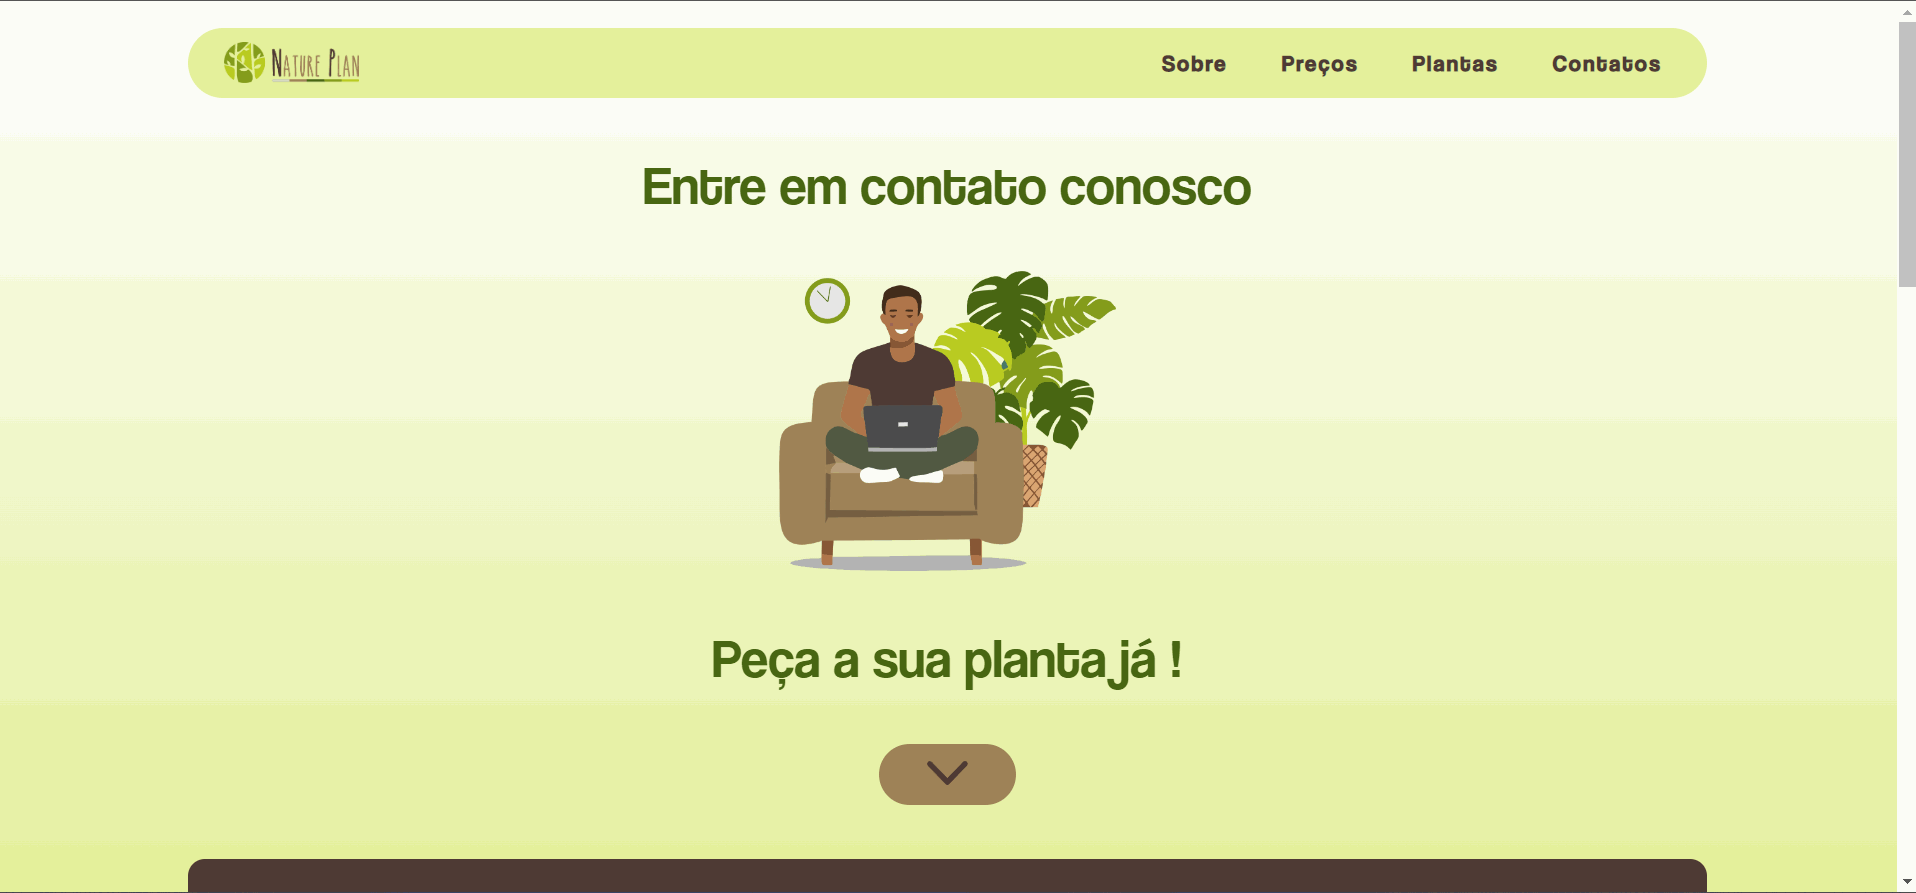 Nature Plan
Sobre Preços Plantas Contatos
Entre em contato conosco
Peça a sua planta já !